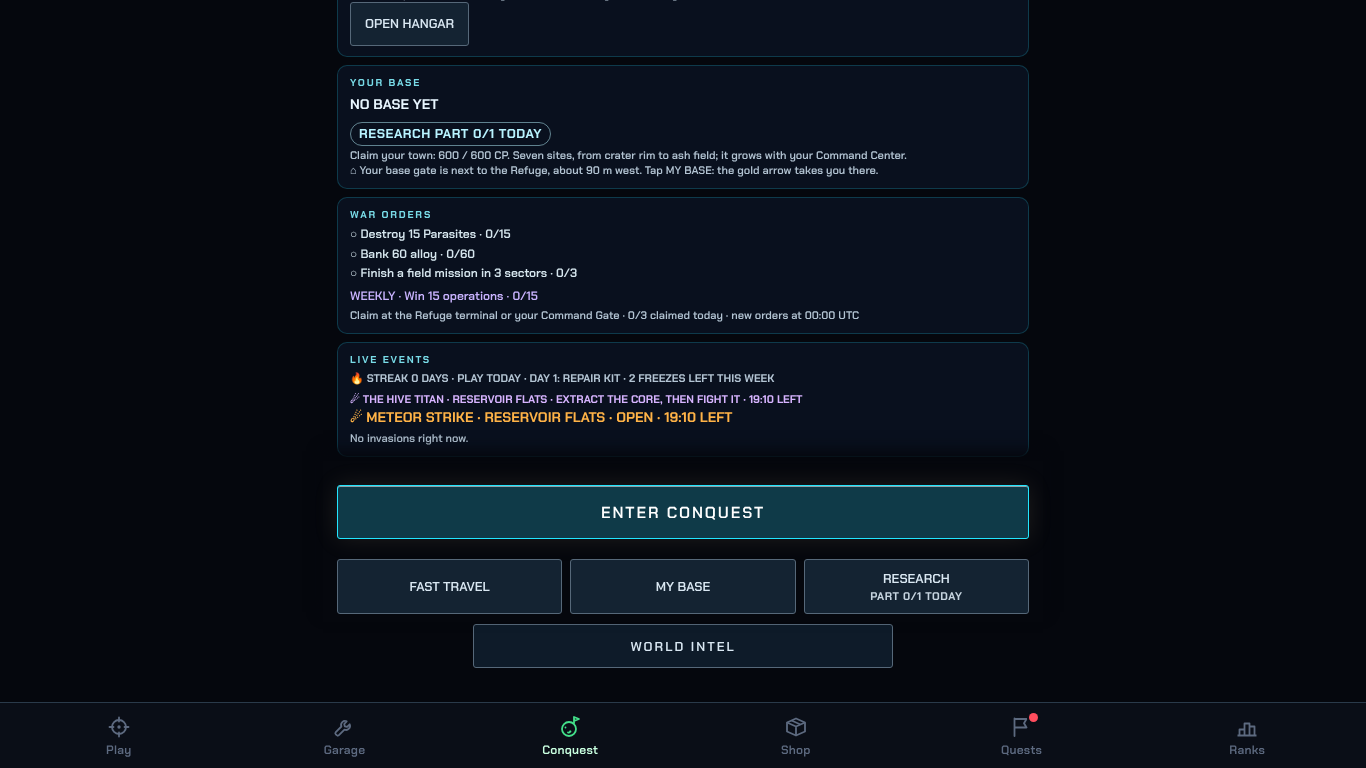 OPEN HANGAR
YOUR BASE
NO BASE YET
RESEARCH PART 0/1 TODAY
Claim your town: 600 / 600 CP. Seven sites, from crater rim to ash field; it grows with your Command Center.
⌂ Your base gate is next to the Refuge, about 90 m west. Tap MY BASE: the gold arrow takes you there.
WAR ORDERS
○ Destroy 15 Parasites · 0/15
○ Bank 60 alloy · 0/60
○ Finish a field mission in 3 sectors · 0/3
WEEKLY · Win 15 operations · 0/15
Claim at the Refuge terminal or your Command Gate · 0/3 claimed today · new orders at 00:00 UTC
LIVE EVENTS
🔥 STREAK 0 DAYS · PLAY TODAY · DAY 1: REPAIR KIT · 2 FREEZES LEFT THIS WEEK
☄ THE HIVE TITAN · RESERVOIR FLATS · EXTRACT THE CORE, THEN FIGHT IT · 19:10 LEFT
☄ METEOR STRIKE · RESERVOIR FLATS · OPEN · 19:10 LEFT
No invasions right now.
ENTER CONQUEST
FAST TRAVEL
MY BASE
RESEARCH
PART 0/1 TODAY
WORLD INTEL
Play
Garage
Conquest
Shop
Quests
Ranks